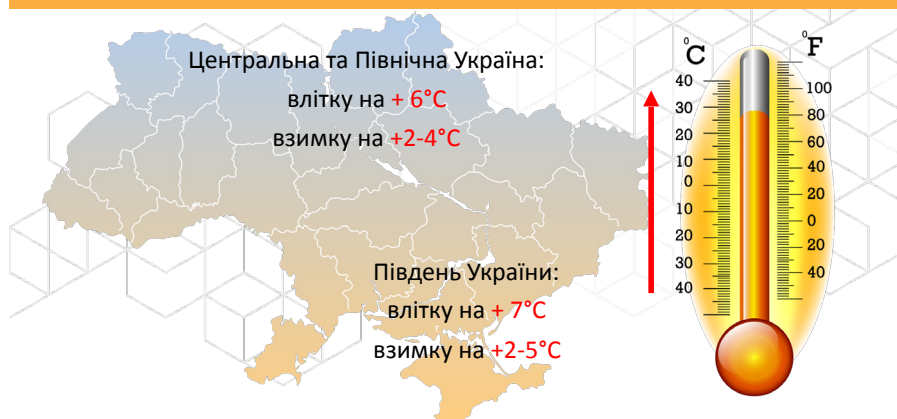 Центральна та Північна Україна:
влітку на + 6°C
взимку на +2-4°C
Південь України:
влітку на + 7°C
взимку на +2-5°C
°C
40
30
20
10
0
10
20
30
40
°F
100
80
60
40
20
0
20
40